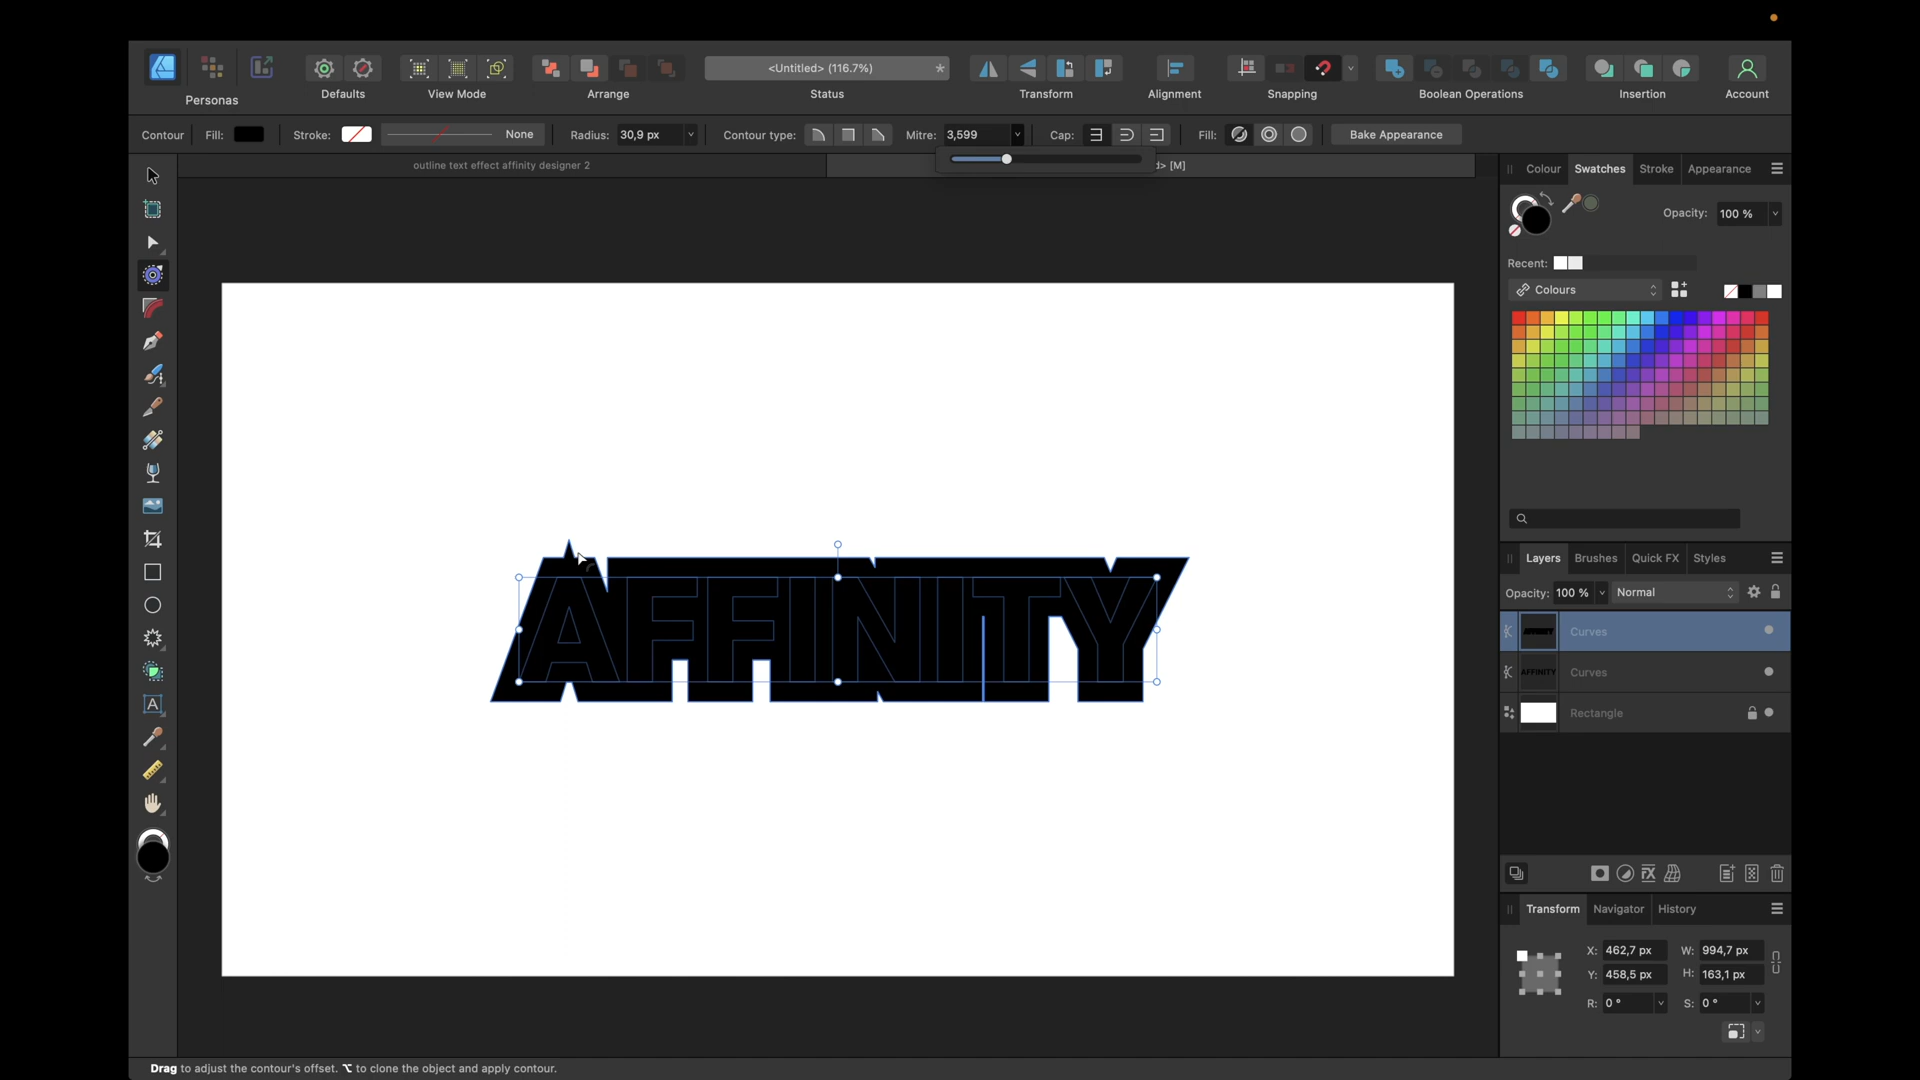 <Untitled> (116.7%)
*
Personas
Defaults
View Mode
Arrange
Status
Transform
Alignment
Snapping
Boolean Operations
Insertion
Account
Contour Fill: Stroke: None Radius: 30,9 px Contour type: Mitre: 3,599 Cap: Fill: Bake Appearance
outline text effect affinity designer 2
d> [M]
AFFINITY
Colour Swatches Stroke Appearance
Opacity: 100 %
Recent:
Colours
Layers Brushes Quick FX Styles
Opacity: 100 % Normal
Curves
AFFINITY Curves
Rectangle
Transform Navigator History
X: 462,7 px W: 994,7 px
Y: 458,5 px H: 163,1 px
R: 0 ° S: 0 °
Drag to adjust the contour's offset. ⌥ to clone the object and apply contour.